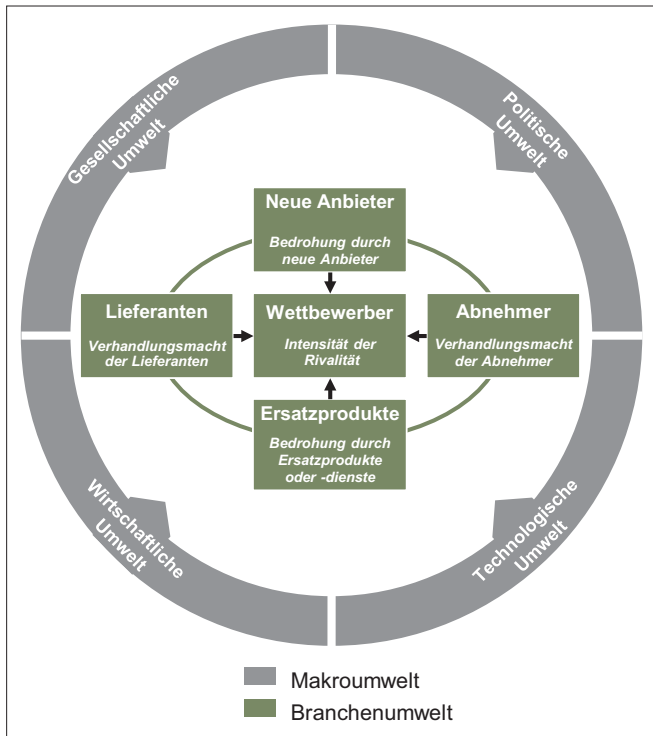 Gesellschaftliche
Umwelt
Politische
Umwelt
Neue Anbieter
Bedrohung durch
neue Anbieter
Lieferanten
Verhandlungsmacht
der Lieferanten
Wettbewerber
Intensität der
Rivalität
Abnehmer
Verhandlungsmacht
der Abnehmer
Ersatzprodukte
Bedrohung durch
Ersatzprodukte
oder -dienste
Wirtschaftliche
Umwelt
Technologische
Umwelt
Makroumwelt
Branchenumwelt